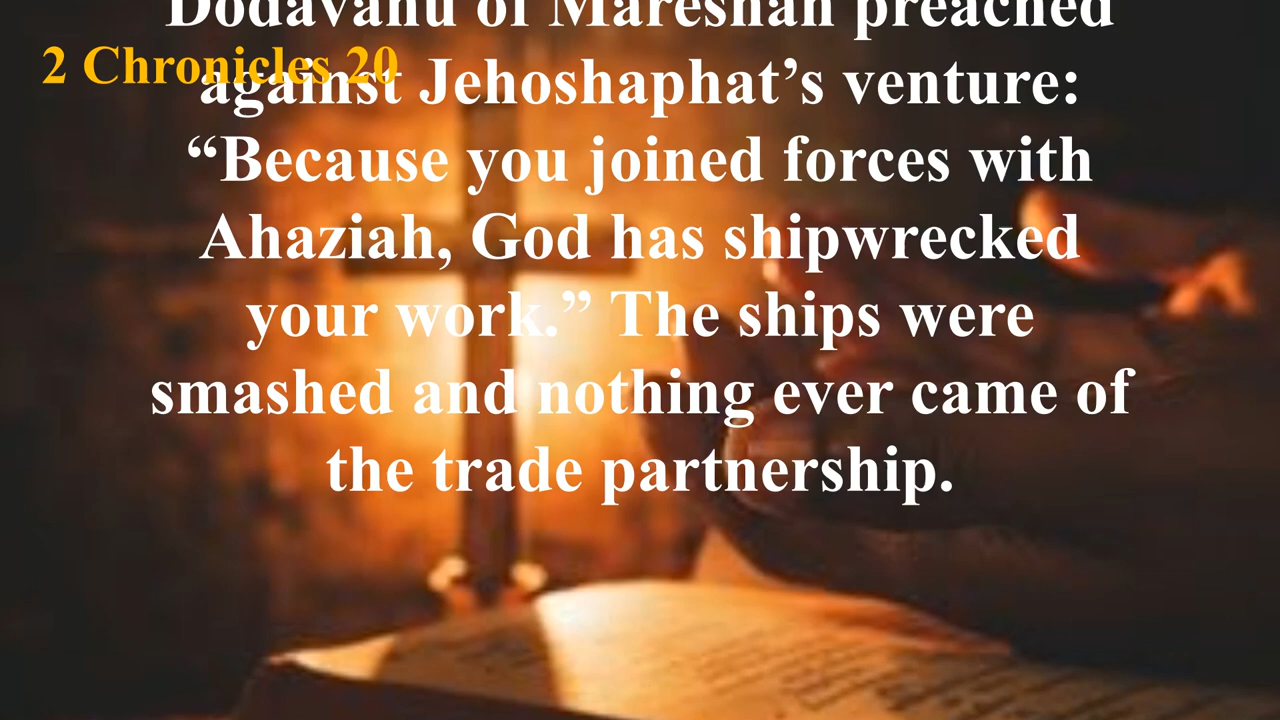 Dodavahu of Mareshah preached
2 Chronicles 20
against Jehoshaphat’s venture:
“Because you joined forces with
Ahaziah, God has shipwrecked
your work.” The ships were
smashed and nothing ever came of
the trade partnership.